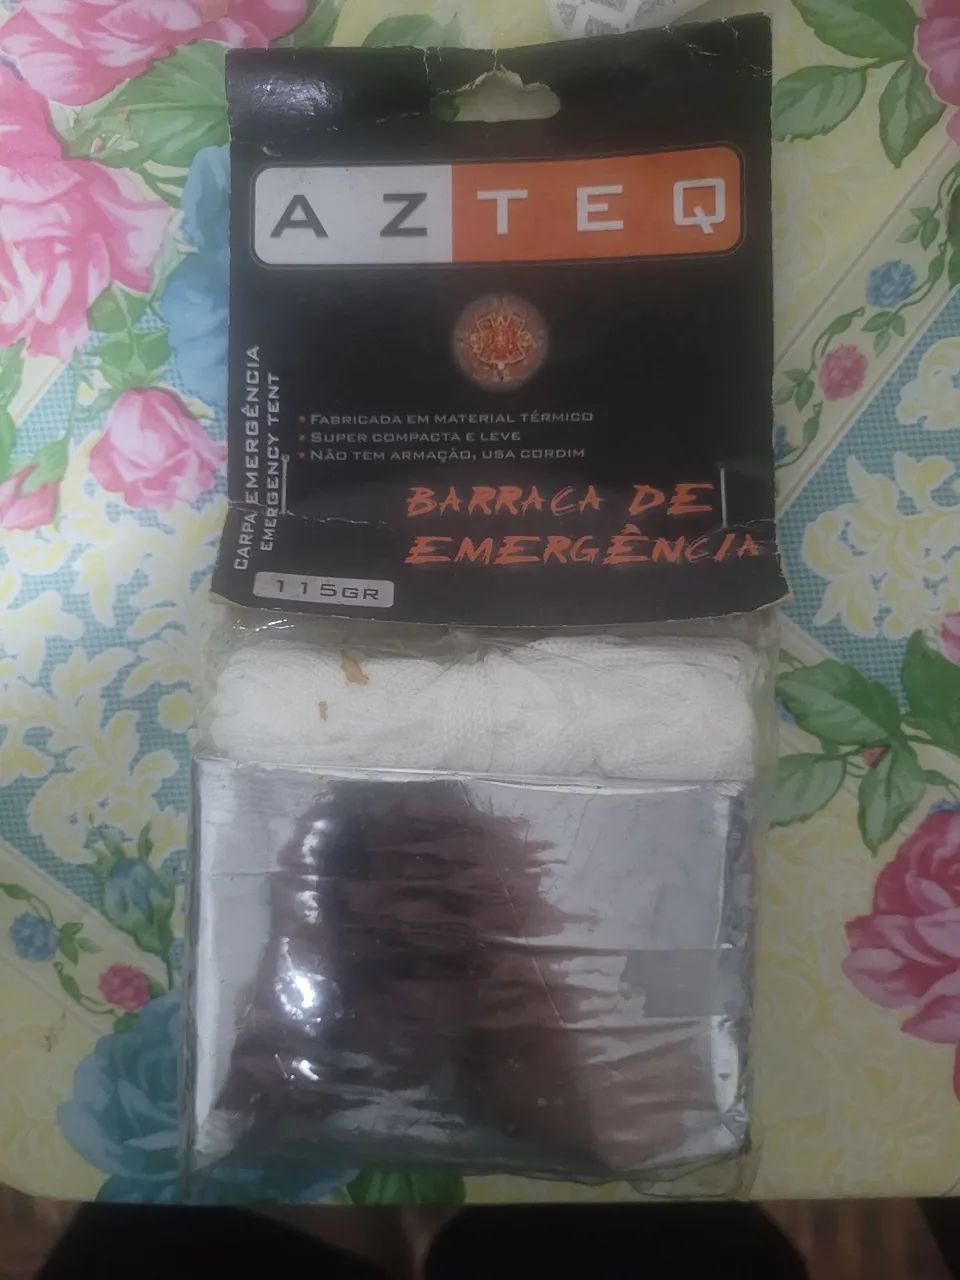 AZTEQ
• FABRICADA EM MATERIAL TÉRMICO
• SUPER COMPACTA E LEVE
• NÃO TEM ARMAÇÃO, USA CORDIM
BARRACA DE
EMERGÊNCIA
CARPA EMERGÊNCIA
EMERGENCY TENT
115GR